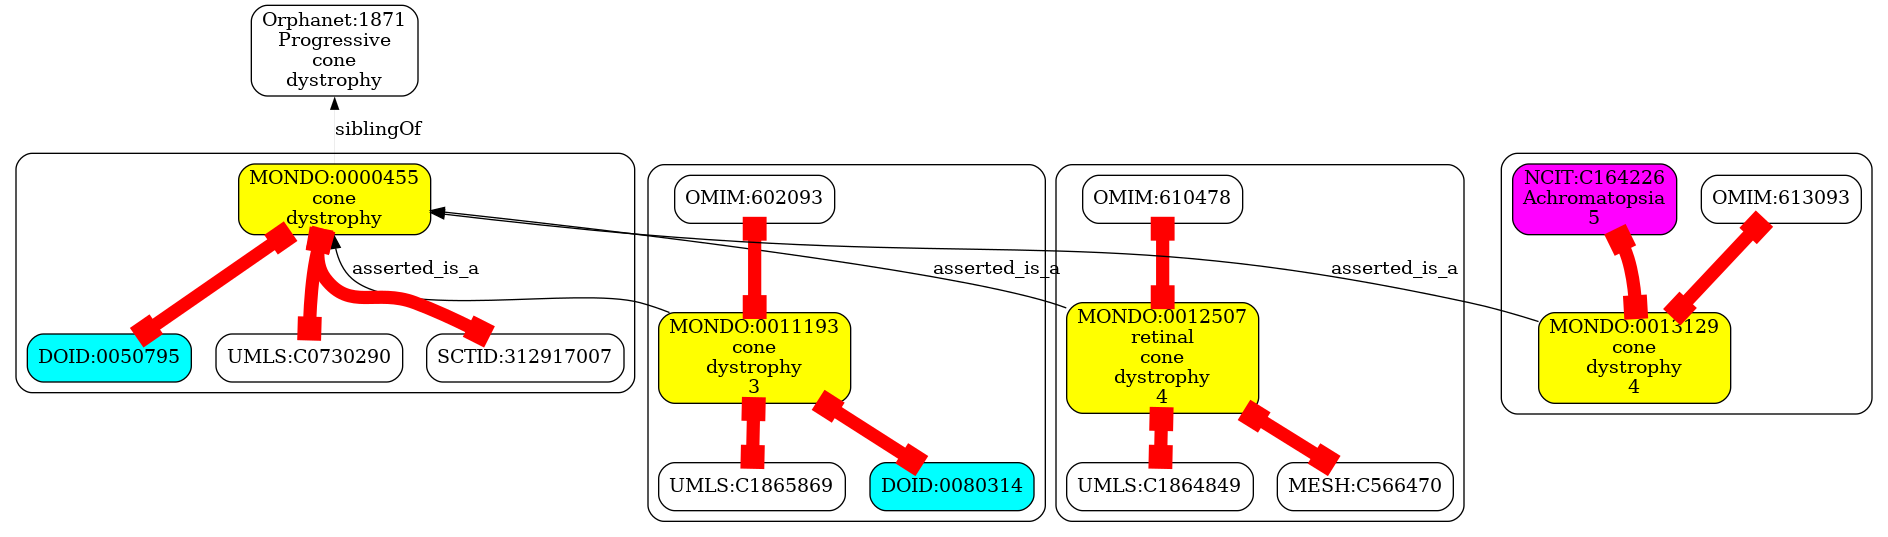 Orphanet:1871
Progressive
cone
dystrophy
siblingOf
MONDO:0000455
cone
dystrophy
NCIT:C164226
Achromatopsia
5
OMIM:602093
OMIM:610478
OMIM:613093
asserted_is_a
asserted_is_a
asserted_is_a
DOID:0050795
UMLS:C0730290
SCTID:312917007
MONDO:0011193
cone
dystrophy
3
MONDO:0012507
retinal
cone
dystrophy
4
MONDO:0013129
cone
dystrophy
4
UMLS:C1865869
DOID:0080314
UMLS:C1864849
MESH:C566470